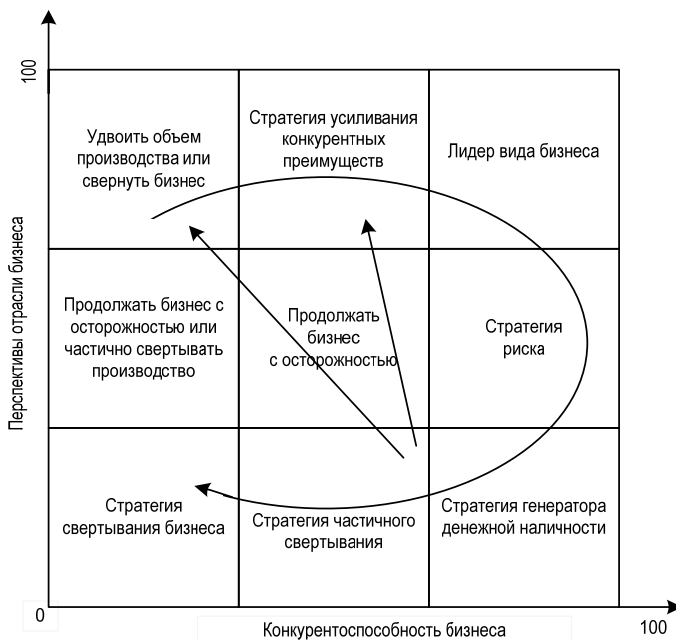 100
Удвоить объем
производства или
свернуть бизнес
Стратегия усиливания
конкурентных
преимуществ
Лидер вида бизнеса
Перспективы отрасли бизнеса
Продолжать бизнес с
осторожностью или
частично свертывать
производство
Продолжать
бизнес
с осторожностью
Стратегия
риска
Стратегия
свертывания бизнеса
Стратегия частичного
свертывания
Стратегия генератора
денежной наличности
0
Конкурентоспособность бизнеса
100